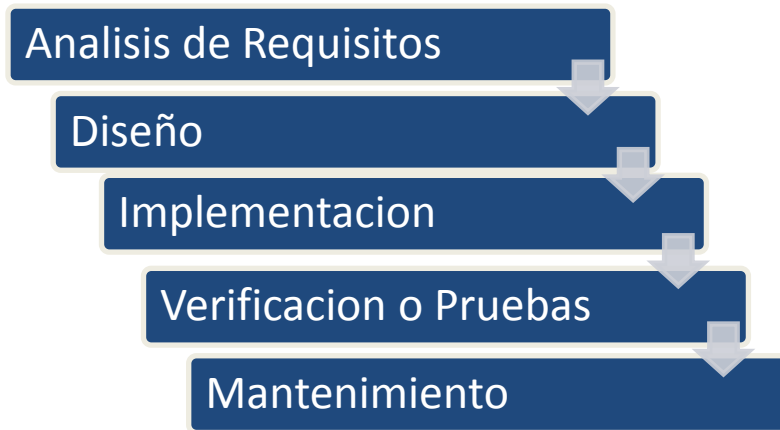 Analisis de Requisitos
Diseño
Implementacion
Verificacion o Pruebas
Mantenimiento